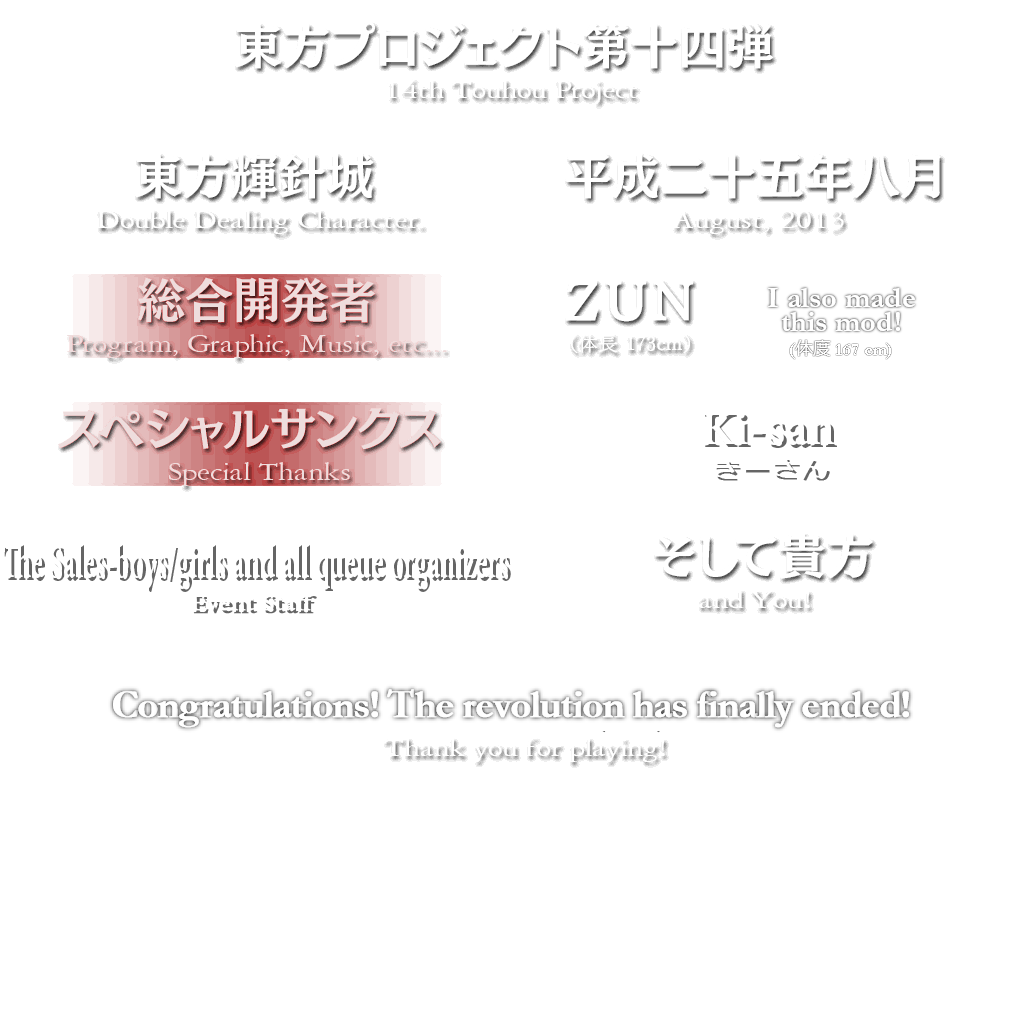 東方プロジェクト第十四弾
14th Touhou Project
東方輝針城
Double Dealing Character.
平成二十五年八月
August, 2013
総合開発者
Program, Graphic, Music, etc...
ZUN
(体長 173cm)
I also made
this mod!
(体度 167 cm)
スペシャルサンクス
Special Thanks
Ki-san
きーさん
The Sales-boys/girls and all queue organizers
Event Staff
そして貴方
and You!
Congratulations! The revolution has finally ended!
Thank you for playing!